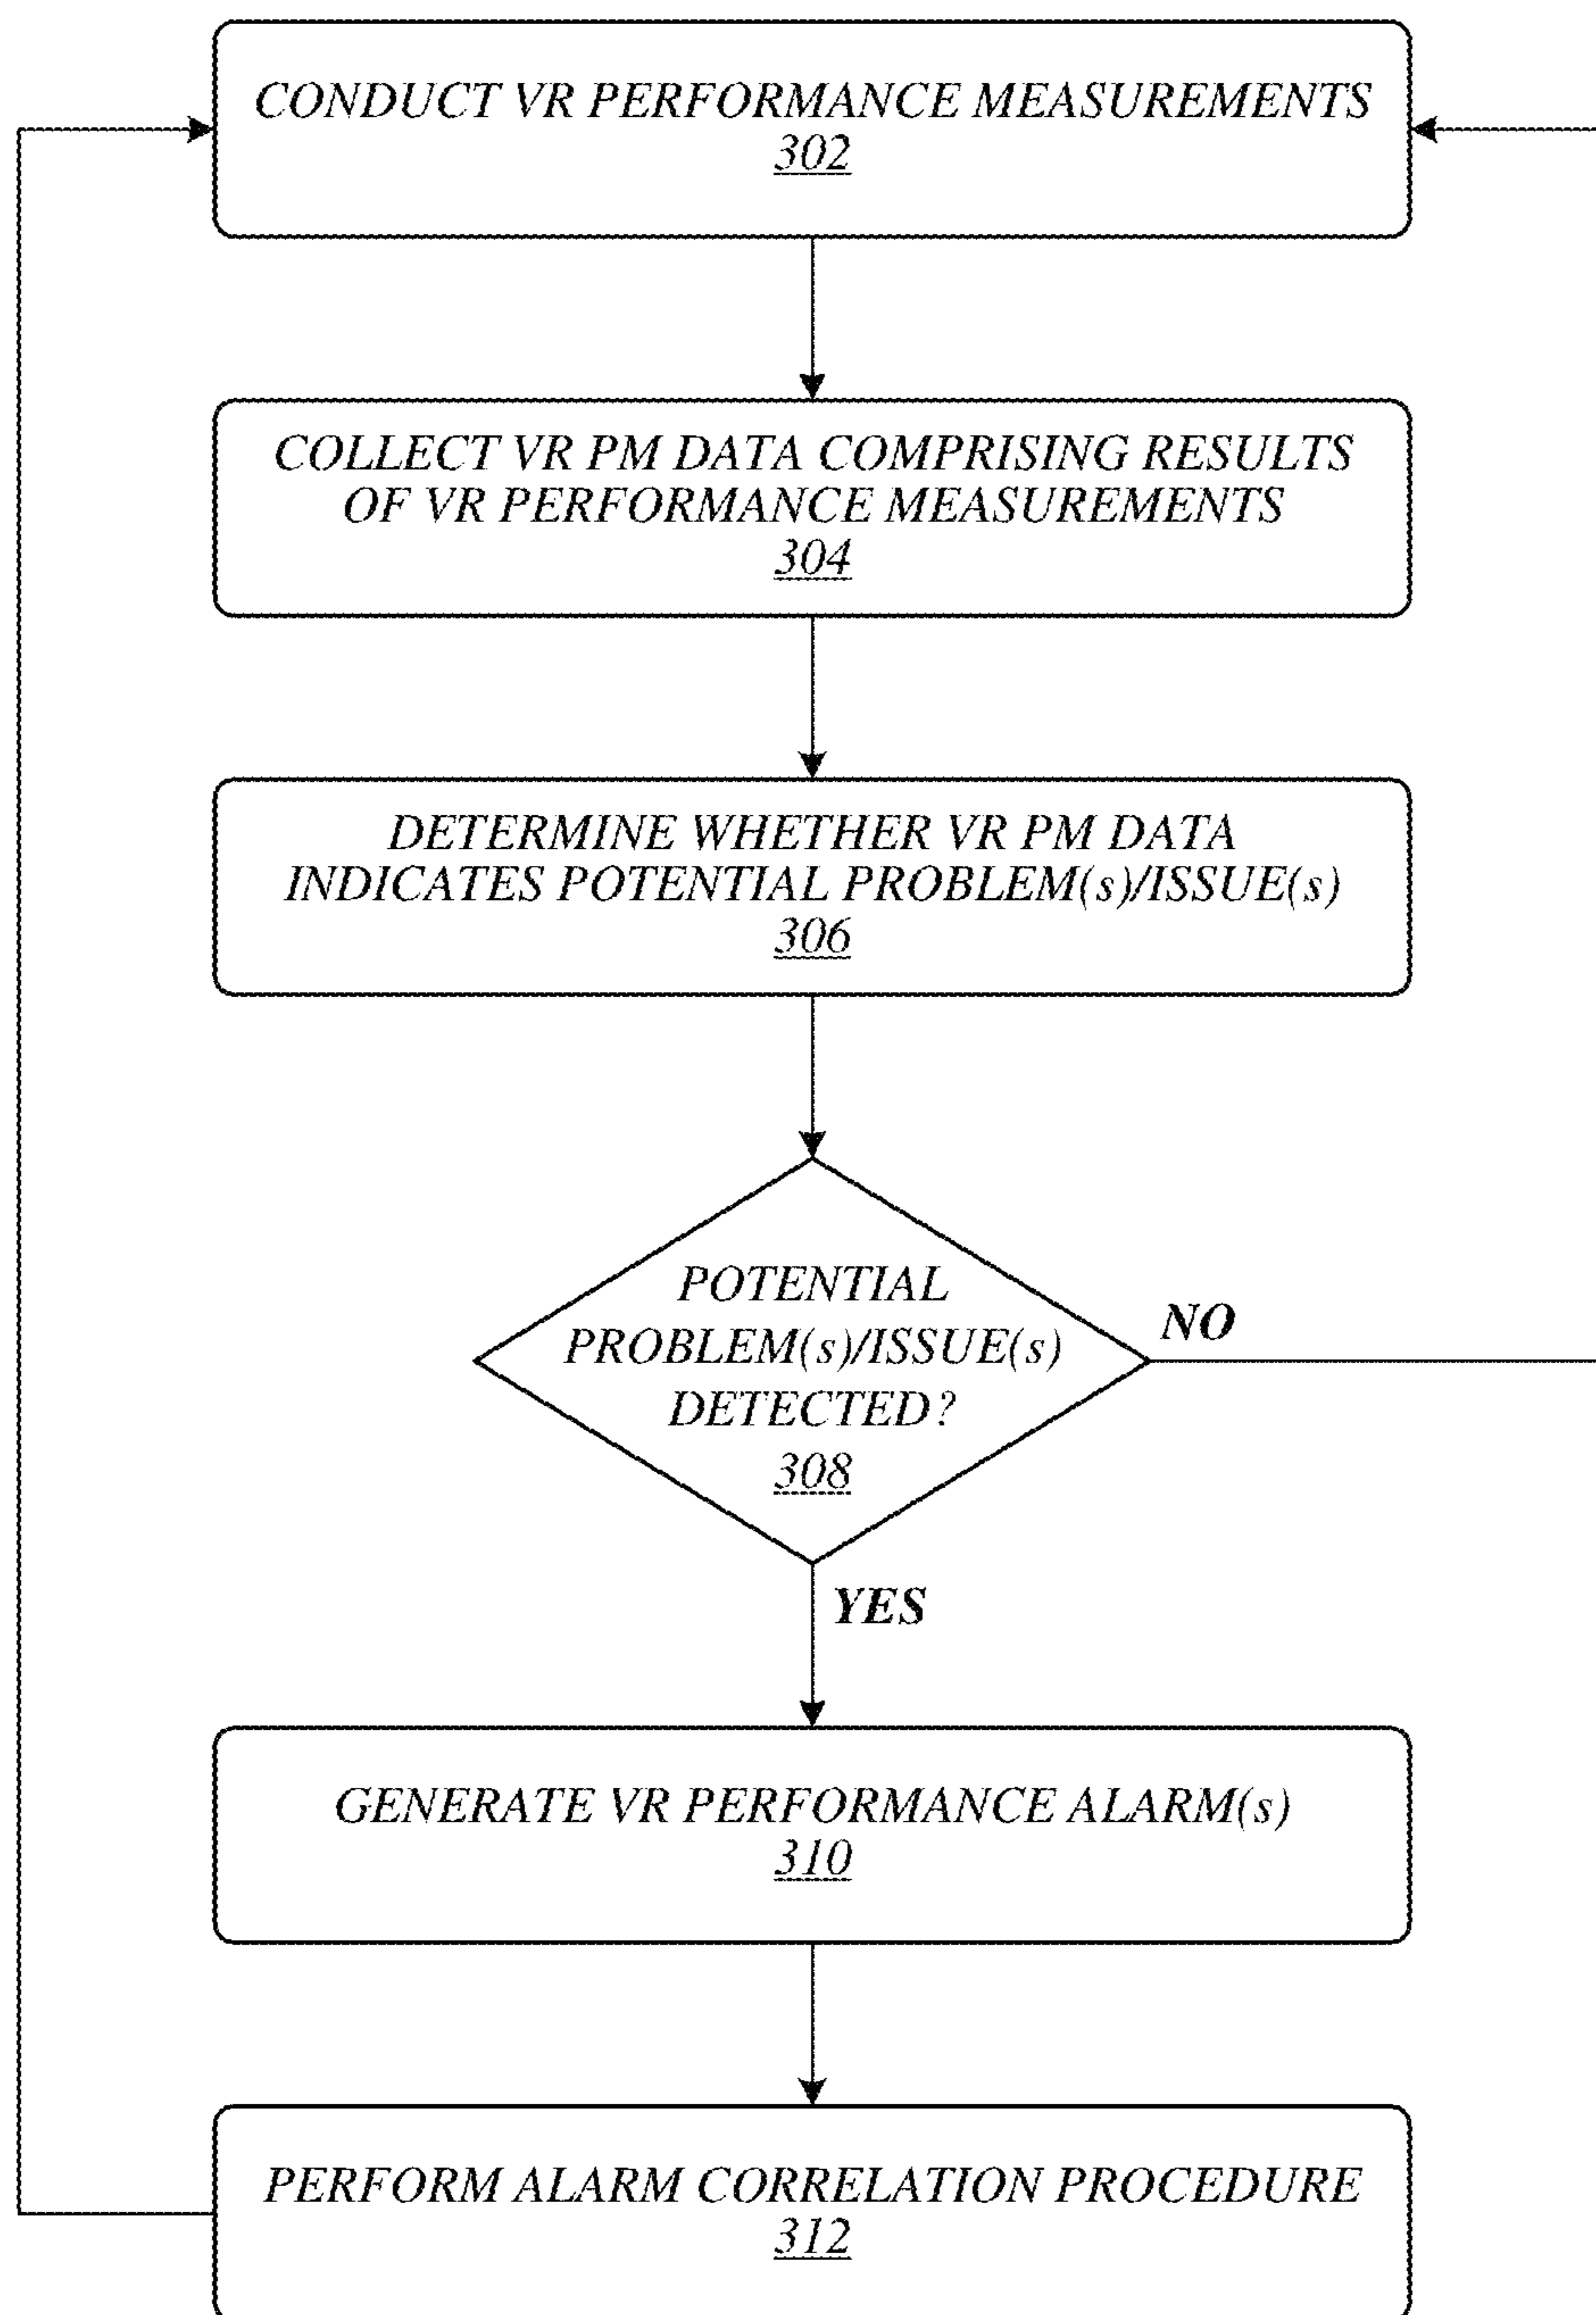 CONDUCT VR PERFORMANCE MEASUREMENTS
302
COLLECT VR PM DATA COMPRISING RESULTS
OF VR PERFORMANCE MEASUREMENTS
304
DETERMINE WHETHER VR PM DATA
INDICATES POTENTIAL PROBLEM(s)/ISSUE(s)
306
POTENTIAL
PROBLEM(s)/ISSUE(s)
DETECTED?
308
NO
YES
GENERATE VR PERFORMANCE ALARM(s)
310
PERFORM ALARM CORRELATION PROCEDURE
312